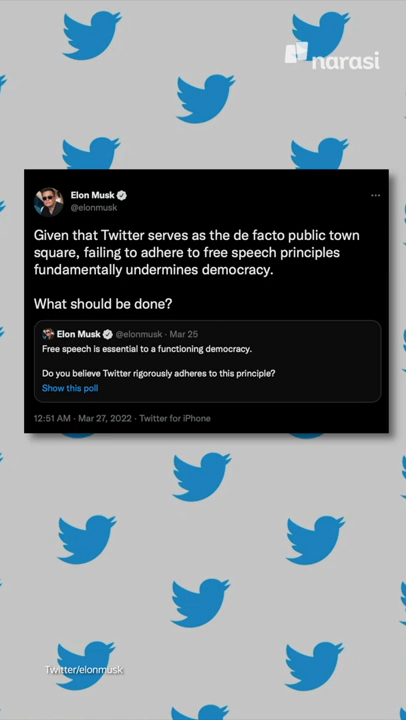 narasi
Elon Musk
@elonmusk
Given that Twitter serves as the de facto public town
square, failing to adhere to free speech principles
fundamentally undermines democracy.
What should be done?
Elon Musk @elonmusk · Mar 25
Free speech is essential to a functioning democracy.
Do you believe Twitter rigorously adheres to this principle?
Show this poll
12:51 AM · Mar 27, 2022 · Twitter for iPhone
Twitter/elonmusk